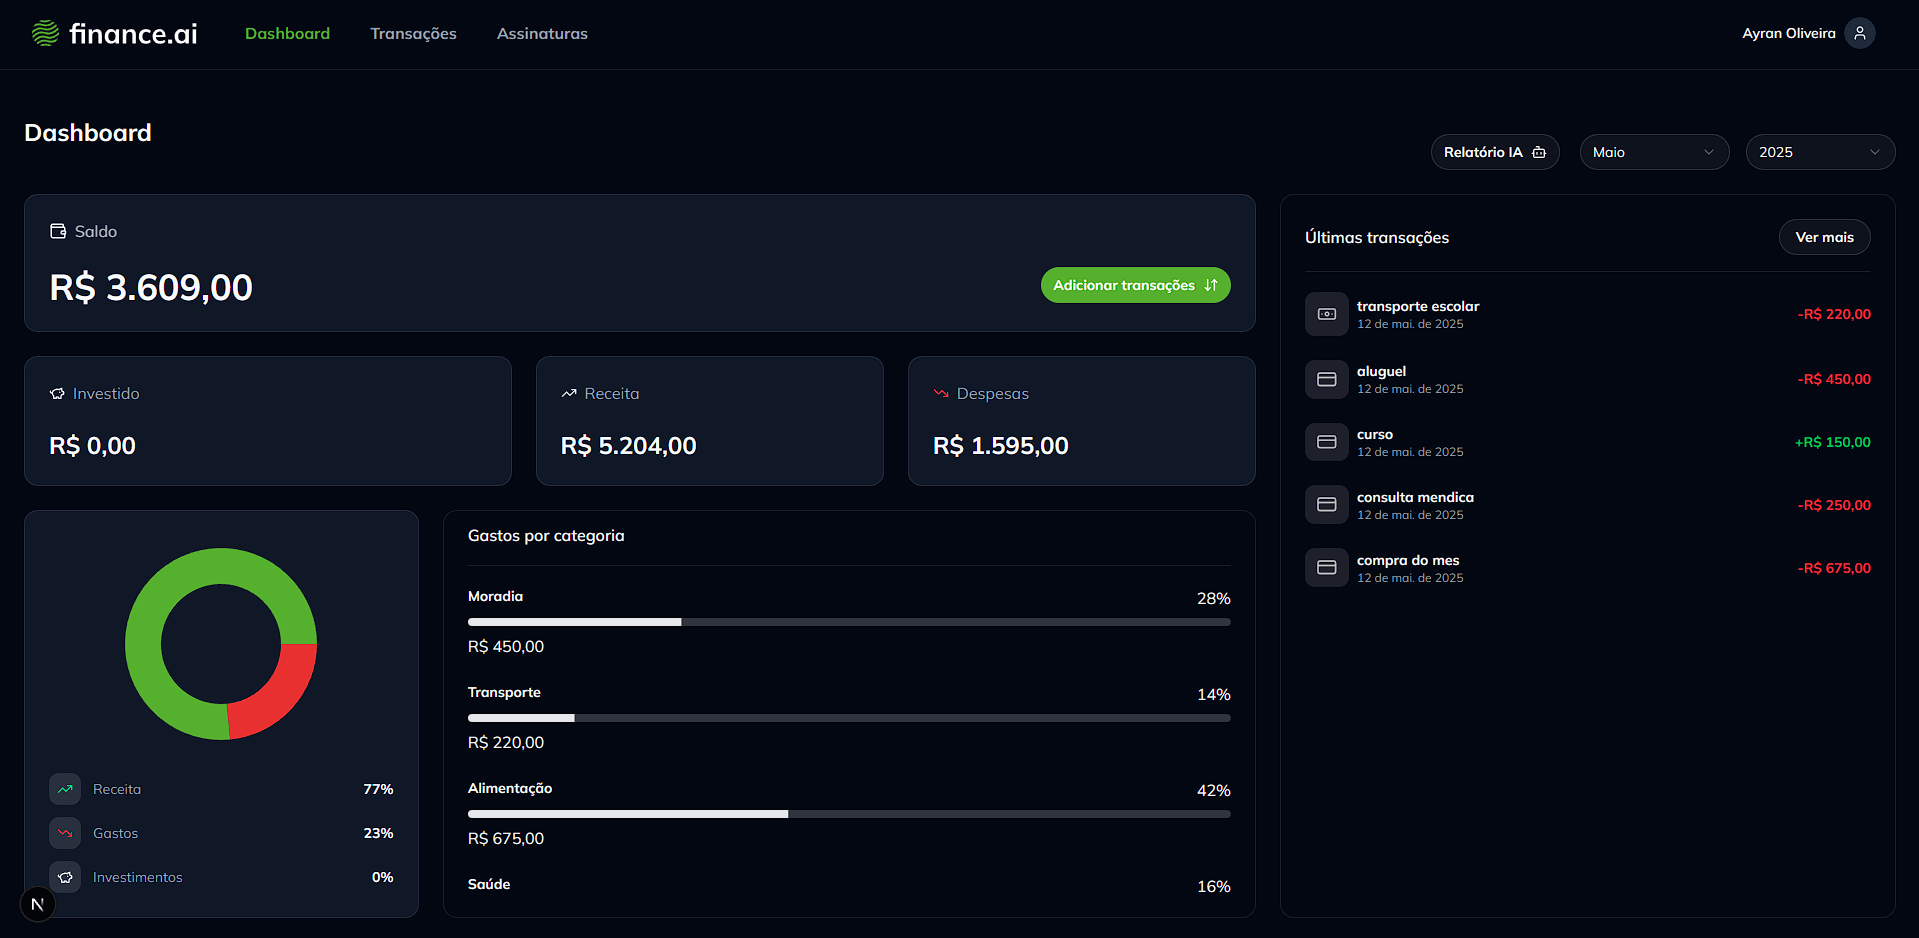 finance.ai
Dashboard
Transações
Assinaturas
Ayran Oliveira
Dashboard
Relatório IA
Maio
2025
Saldo
R$ 3.609,00
Adicionar transações
Investido
R$ 0,00
Receita
R$ 5.204,00
Despesas
R$ 1.595,00
Receita 77%
Gastos 23%
Investimentos 0%
N
Gastos por categoria
Moradia 28%
R$ 450,00
Transporte 14%
R$ 220,00
Alimentação 42%
R$ 675,00
Saúde 16%
Últimas transações
Ver mais
transporte escolar
12 de mai. de 2025
-R$ 220,00
aluguel
12 de mai. de 2025
-R$ 450,00
curso
12 de mai. de 2025
+R$ 150,00
consulta mendica
12 de mai. de 2025
-R$ 250,00
compra do mes
12 de mai. de 2025
-R$ 675,00